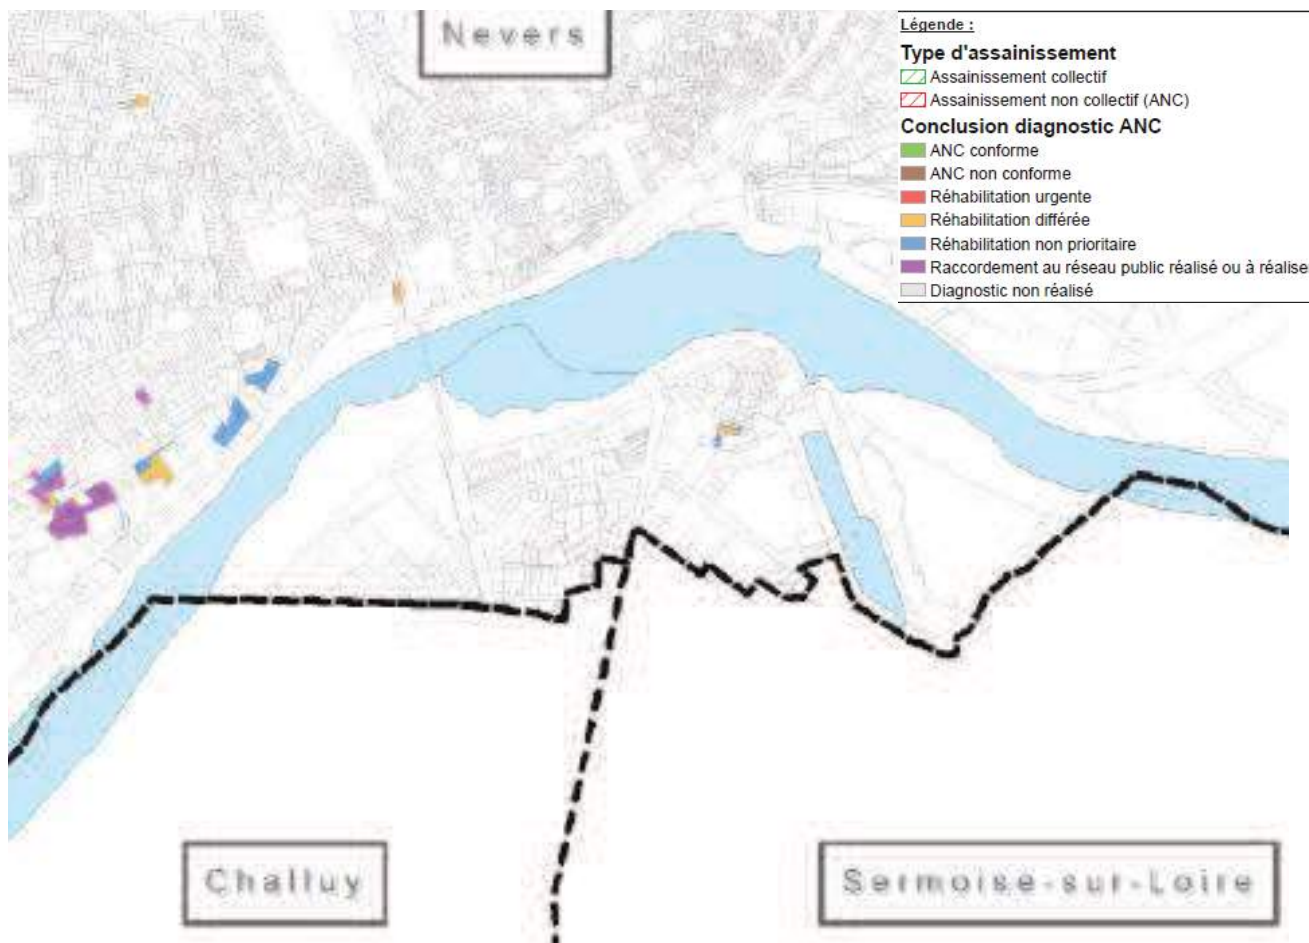 Nevers
Légende :
Type d'assainissement
Assainissement collectif
Assainissement non collectif (ANC)
Conclusion diagnostic ANC
ANC conforme
ANC non conforme
Réhabilitation urgente
Réhabilitation différée
Réhabilitation non prioritaire
Raccordement au réseau public réalisé ou à réalise
Diagnostic non réalisé
Challuy
Sermoise-sur-Loire